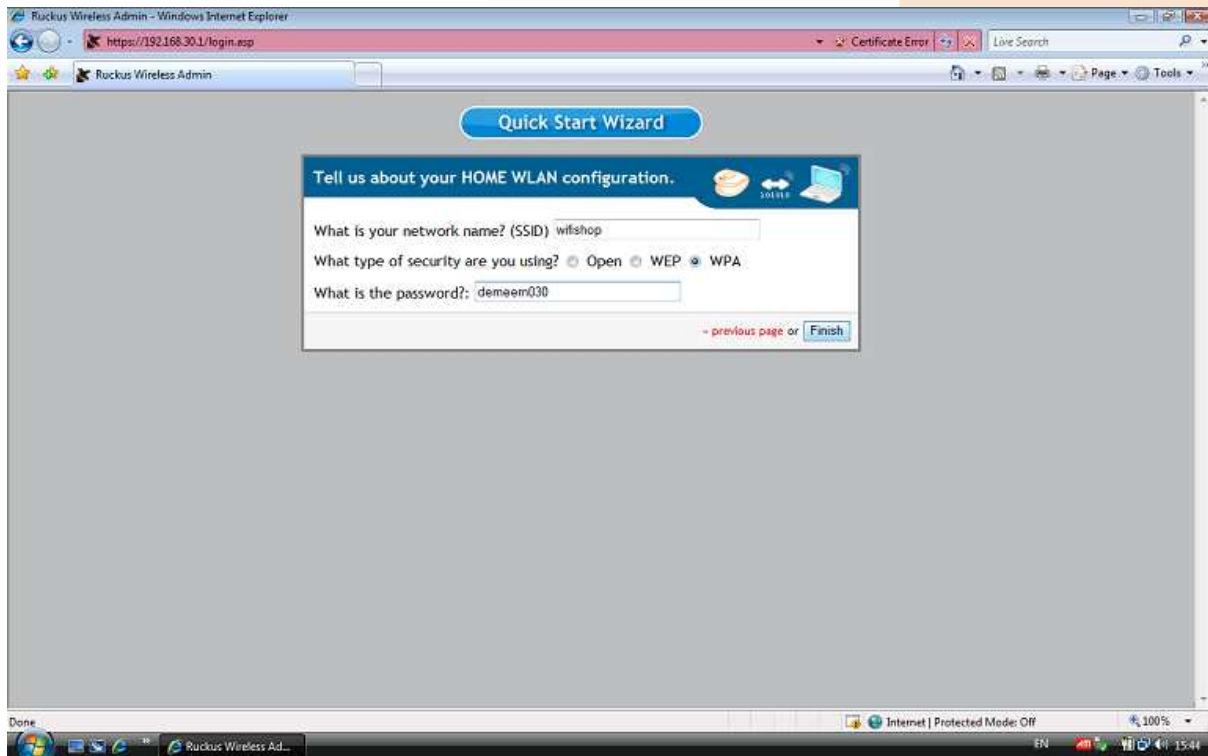 Ruckus Wireless Admin - Windows Internet Explorer
https://192.168.30.1/login.asp
Certificate Error
Live Search
Ruckus Wireless Admin
Page
Tools
Quick Start Wizard
Tell us about your HOME WLAN configuration.
101010
What is your network name? (SSID) wifishop
What type of security are you using? Open WEP WPA
What is the password?: demeem030
previous page or Finish
Done
Internet | Protected Mode: Off
100%
Ruckus Wireless Ad...
EN
ATI
15:44